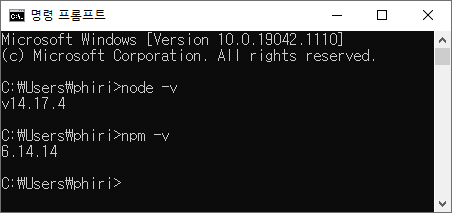 명령 프롬프트
Microsoft Windows [Version 10.0.19042.1110]
(c) Microsoft Corporation. All rights reserved.
C:₩Users₩phiri>node -v
v14.17.4
C:₩Users₩phiri>npm -v
6.14.14
C:₩Users₩phiri>